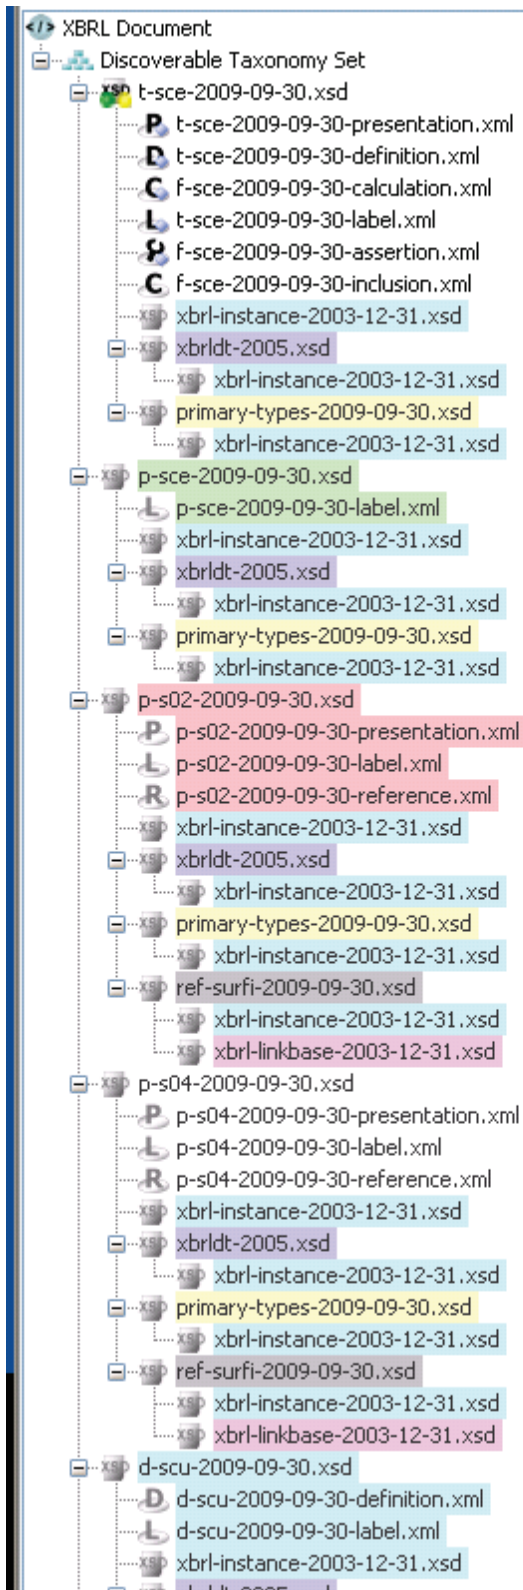 XBRL Document
Discoverable Taxonomy Set
t-sce-2009-09-30.xsd
P t-sce-2009-09-30-presentation.xml
D t-sce-2009-09-30-definition.xml
C f-sce-2009-09-30-calculation.xml
L t-sce-2009-09-30-label.xml
f-sce-2009-09-30-assertion.xml
C f-sce-2009-09-30-inclusion.xml
xbrl-instance-2003-12-31.xsd
xbrldt-2005.xsd
xbrl-instance-2003-12-31.xsd
primary-types-2009-09-30.xsd
xbrl-instance-2003-12-31.xsd
p-sce-2009-09-30.xsd
L p-sce-2009-09-30-label.xml
xbrl-instance-2003-12-31.xsd
xbrldt-2005.xsd
xbrl-instance-2003-12-31.xsd
primary-types-2009-09-30.xsd
xbrl-instance-2003-12-31.xsd
p-s02-2009-09-30.xsd
P p-s02-2009-09-30-presentation.xml
L p-s02-2009-09-30-label.xml
R p-s02-2009-09-30-reference.xml
xbrl-instance-2003-12-31.xsd
xbrldt-2005.xsd
xbrl-instance-2003-12-31.xsd
primary-types-2009-09-30.xsd
xbrl-instance-2003-12-31.xsd
ref-surfi-2009-09-30.xsd
xbrl-instance-2003-12-31.xsd
xbrl-linkbase-2003-12-31.xsd
p-s04-2009-09-30.xsd
P p-s04-2009-09-30-presentation.xml
L p-s04-2009-09-30-label.xml
R p-s04-2009-09-30-reference.xml
xbrl-instance-2003-12-31.xsd
xbrldt-2005.xsd
xbrl-instance-2003-12-31.xsd
primary-types-2009-09-30.xsd
xbrl-instance-2003-12-31.xsd
ref-surfi-2009-09-30.xsd
xbrl-instance-2003-12-31.xsd
xbrl-linkbase-2003-12-31.xsd
d-scu-2009-09-30.xsd
D d-scu-2009-09-30-definition.xml
L d-scu-2009-09-30-label.xml
xbrl-instance-2003-12-31.xsd